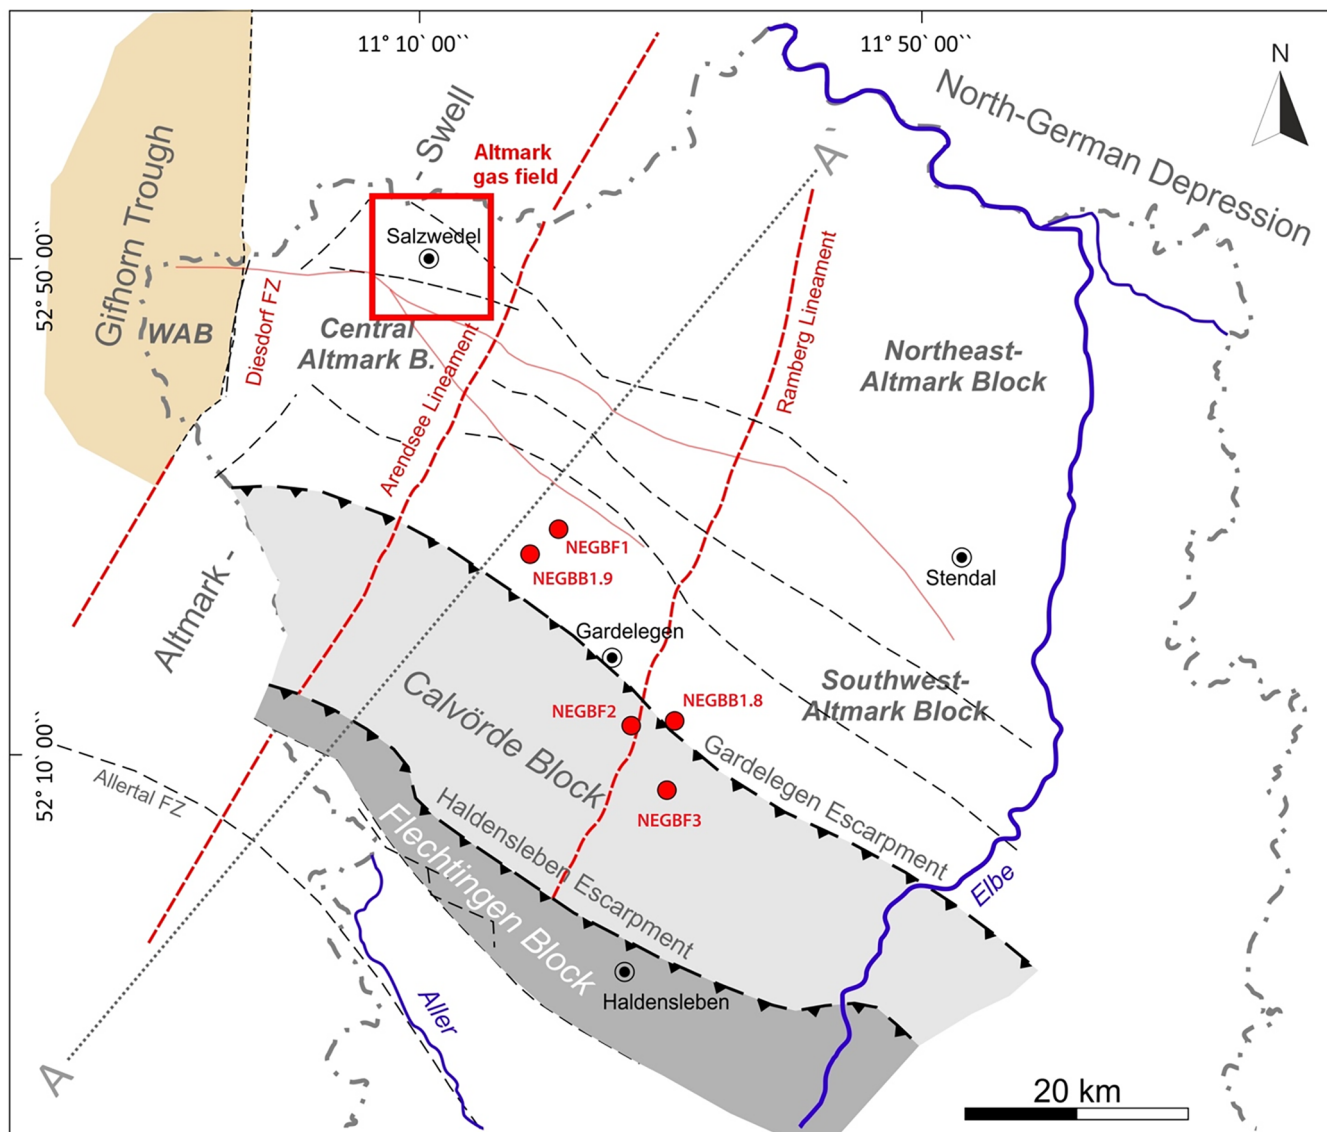 11° 10` 00``
11° 50` 00``
N
North-German Depression
- Swell
Altmark
gas field
A`
Gifhorn Trough
Salzwedel
52° 50` 00``
WAB
Diesdorf FZ
Central
Altmark B.
Arendsee Lineament
Ramberg Lineament
Northeast-
Altmark Block
NEGBF1
NEGBB1.9
Stendal
Altmark -
Gardelegen
Southwest-
Altmark Block
NEGBB1.8
NEGBF2
Calvörde Block
52° 10` 00
Allertal FZ
NEGBF3
Gardelegen Escarpment
Haldensleben Escarpment
Flechtingen Block
Elbe
Haldensleben
Aller
A
20 km